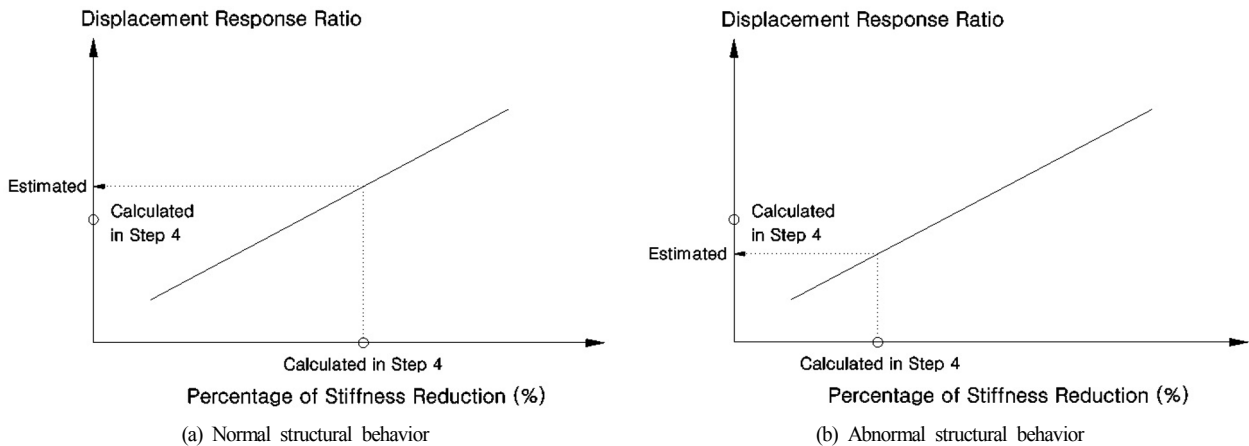 Displacement Response Ratio
Estimated
Calculated
in Step 4
Calculated in Step 4
Percentage of Stiffness Reduction (%)
(a) Normal structural behavior
Displacement Response Ratio
Calculated
in Step 4
Estimated
Calculated in Step 4
Percentage of Stiffness Reduction (%)
(b) Abnormal structural behavior